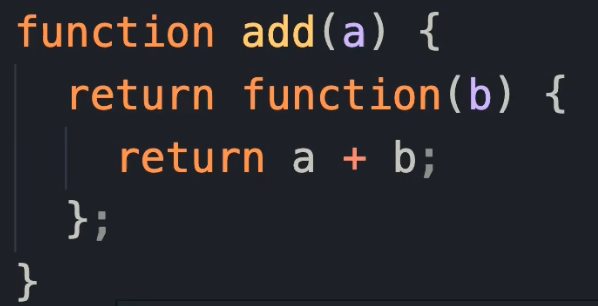 function add(a) {
  return function(b) {
    return a + b;
  };
}